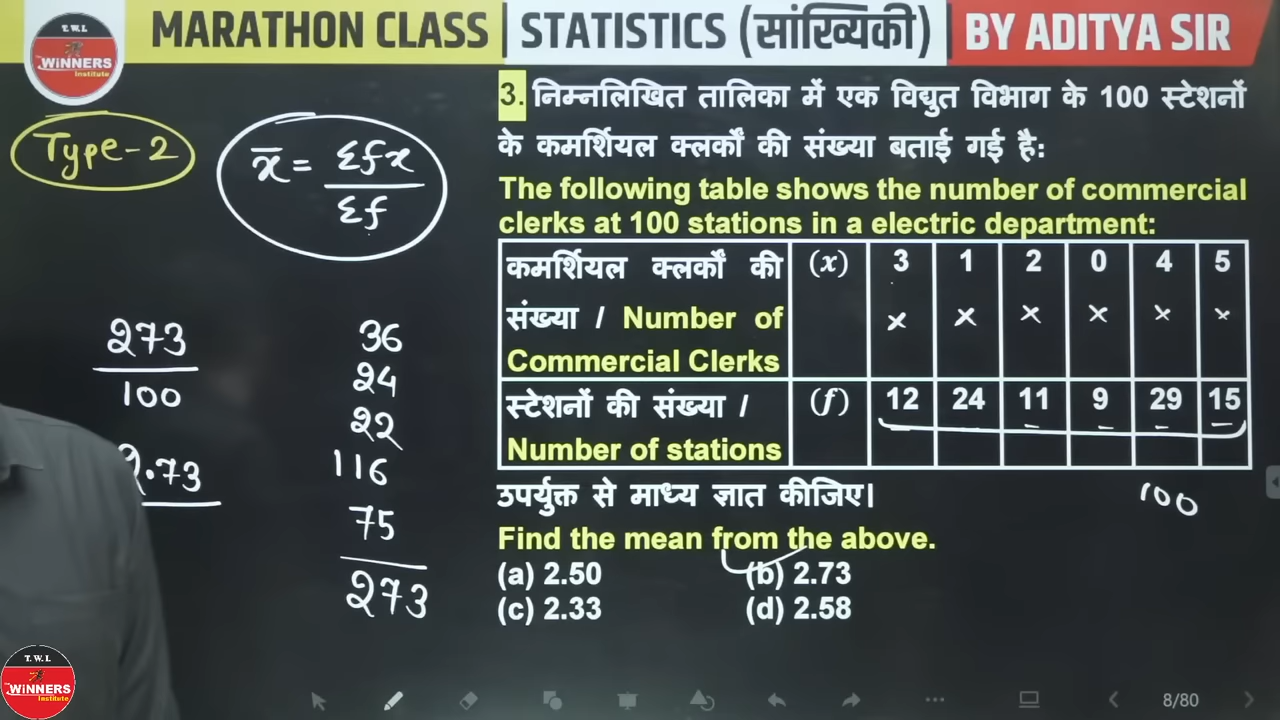 MARATHON CLASS STATISTICS (सांख्यिकी) BY ADITYA SIR
T.W.I.
WiNNERS
Institute
Type-2
x̄ = Σfx / Σf
3. निम्नलिखित तालिका में एक विद्युत विभाग के 100 स्टेशनों
के कमर्शियल क्लर्कों की संख्या बताई गई है:
The following table shows the number of commercial
clerks at 100 stations in a electric department:
कमर्शियल क्लर्कों की (x) 3 1 2 0 4 5
संख्या / Number of × × × × × ×
Commercial Clerks
स्टेशनों की संख्या / (f) 12 24 11 9 29 15
Number of stations
100
उपर्युक्त से माध्य ज्ञात कीजिए।
Find the mean from the above.
(a) 2.50 (b) 2.73
(c) 2.33 (d) 2.58
36
24
22
116
75
273
273
100
2.73
T.W.I.
WiNNERS
Institute
8/80